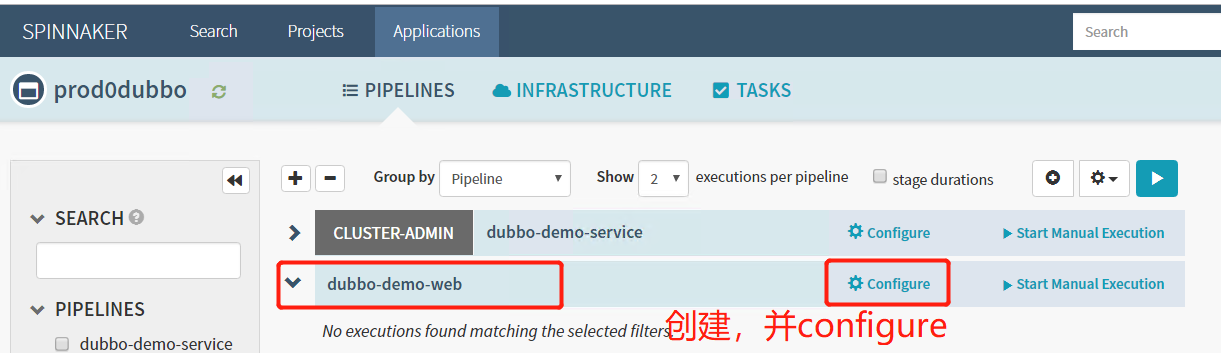 SPINNAKER Search Projects Applications Search
prod0dubbo PIPELINES INFRASTRUCTURE TASKS
Group by Pipeline Show 2 executions per pipeline stage durations
SEARCH
CLUSTER-ADMIN dubbo-demo-service Configure Start Manual Execution
dubbo-demo-web Configure Start Manual Execution
PIPELINES
No executions found matching the selected filters.
创建，并configure
dubbo-demo-service